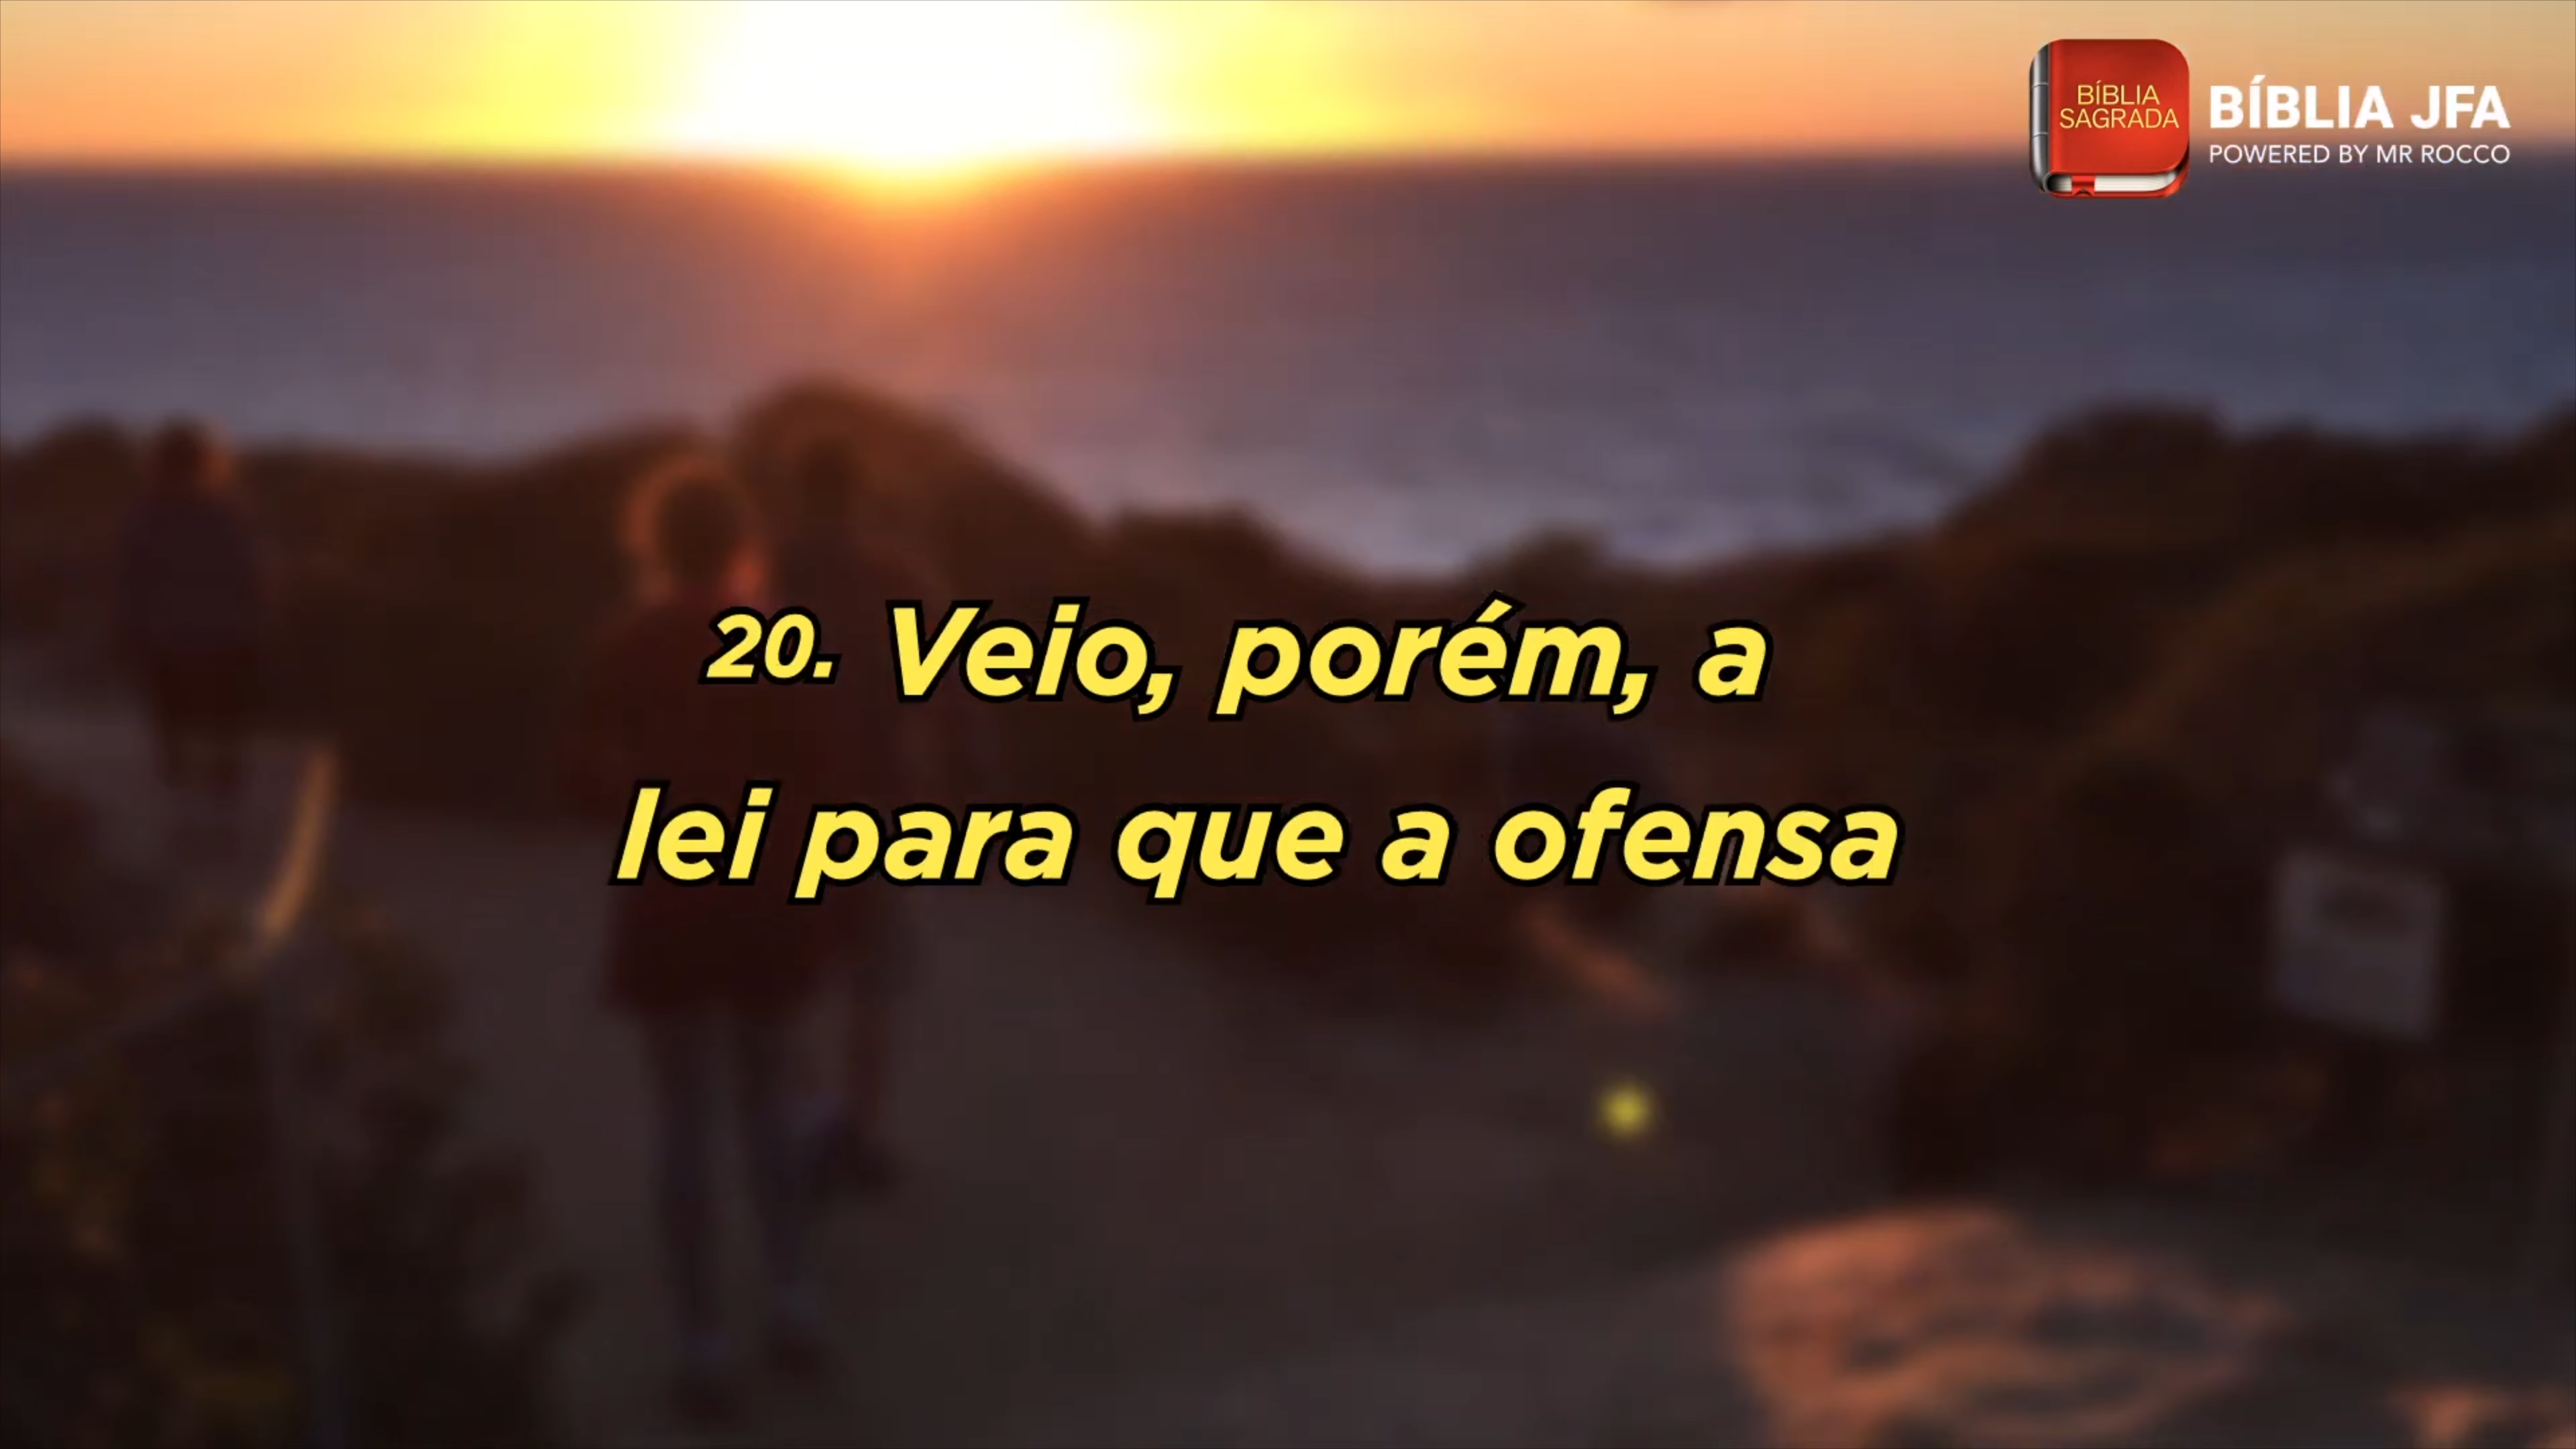 BÍBLIA
SAGRADA
BÍBLIA JFA
POWERED BY MR ROCCO
20. Veio, porém, a
lei para que a ofensa